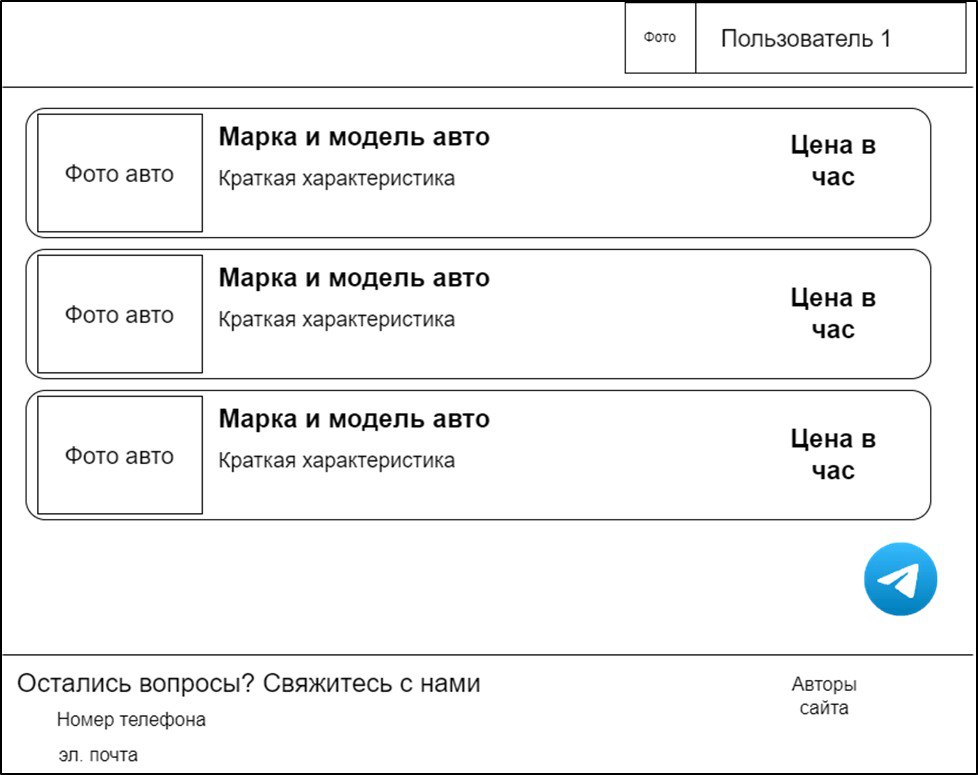 Фото
Пользователь 1
Фото авто
Марка и модель авто
Краткая характеристика
Цена в
час
Фото авто
Марка и модель авто
Краткая характеристика
Цена в
час
Фото авто
Марка и модель авто
Краткая характеристика
Цена в
час
Остались вопросы? Свяжитесь с нами
Номер телефона
эл. почта
Авторы
сайта